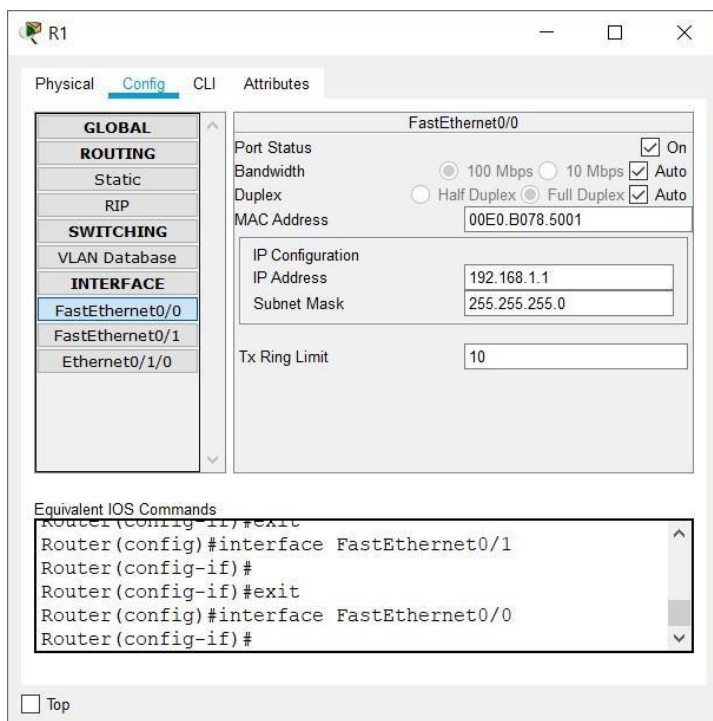 R1
Physical Config CLI Attributes
GLOBAL
ROUTING
Static
RIP
SWITCHING
VLAN Database
INTERFACE
FastEthernet0/0
FastEthernet0/1
Ethernet0/1/0
FastEthernet0/0
Port Status On
Bandwidth 100 Mbps 10 Mbps Auto
Duplex Half Duplex Full Duplex Auto
MAC Address 00E0.B078.5001
IP Configuration
IP Address 192.168.1.1
Subnet Mask 255.255.255.0
Tx Ring Limit 10
Equivalent IOS Commands
Router(config-if)#exit
Router(config)#interface FastEthernet0/1
Router(config-if)#
Router(config-if)#exit
Router(config)#interface FastEthernet0/0
Router(config-if)#
Top